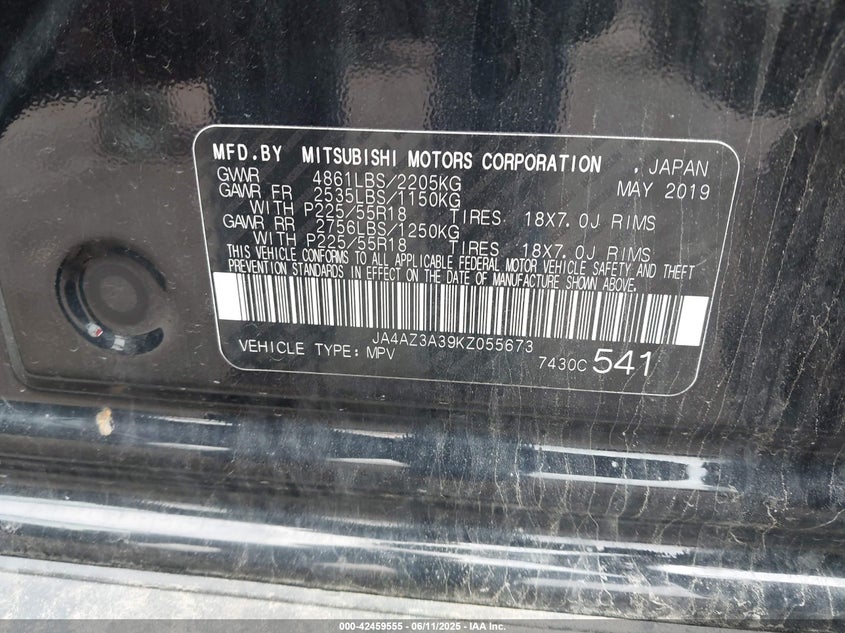 MFD.BY MITSUBISHI MOTORS CORPORATION , JAPAN
GVWR 4861LBS/2205KG MAY 2019
GAWR FR 2535LBS/1150KG
WITH P225/55R18 TIRES 18X7.0J RIMS
GAWR RR 2756LBS/1250KG
WITH P225/55R18 TIRES 18X7.0J RIMS
THIS VEHICLE CONFORMS TO ALL APPLICABLE FEDERAL MOTOR VEHICLE SAFETY AND THEFT
PREVENTION STANDARDS IN EFFECT ON THE DATE OF MANUFACTURE SHOWN ABOVE.
JA4AZ3A39KZ055673
VEHICLE TYPE:MPV 7430C 541
000-42459555 - 06/11/2025 - IAA Inc.